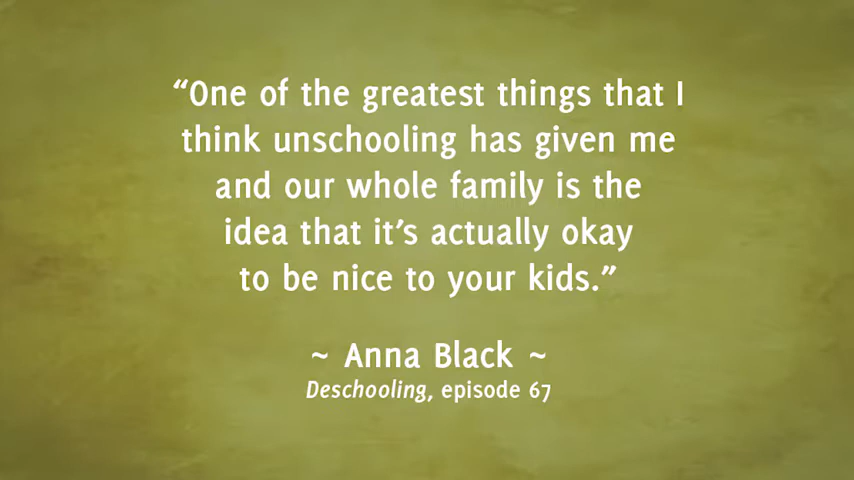 “One of the greatest things that I
think unschooling has given me
and our whole family is the
idea that it’s actually okay
to be nice to your kids.”
~ Anna Black ~
Deschooling, episode 67